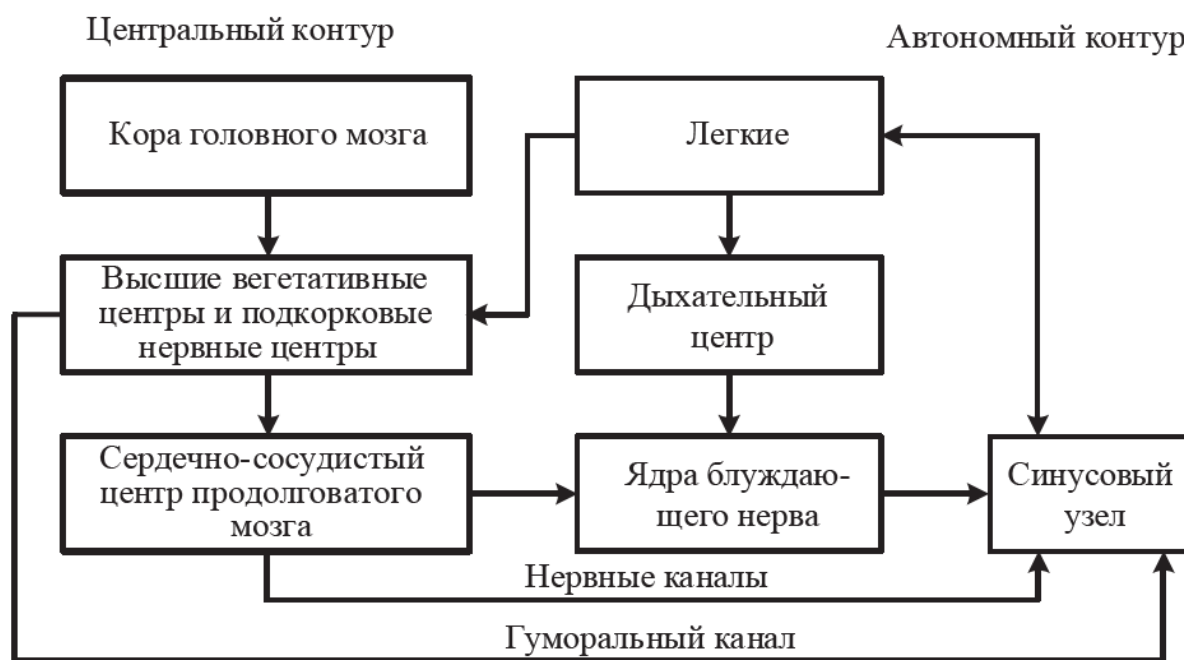 Центральный контур
Автономный контур
Кора головного мозга
Легкие
Высшие вегетативные
центры и подкорковые
нервные центры
Дыхательный
центр
Сердечно-сосудистый
центр продолговатого
мозга
Ядра блуждаю-
щего нерва
Синусовый
узел
Нервные каналы
Гуморальный канал